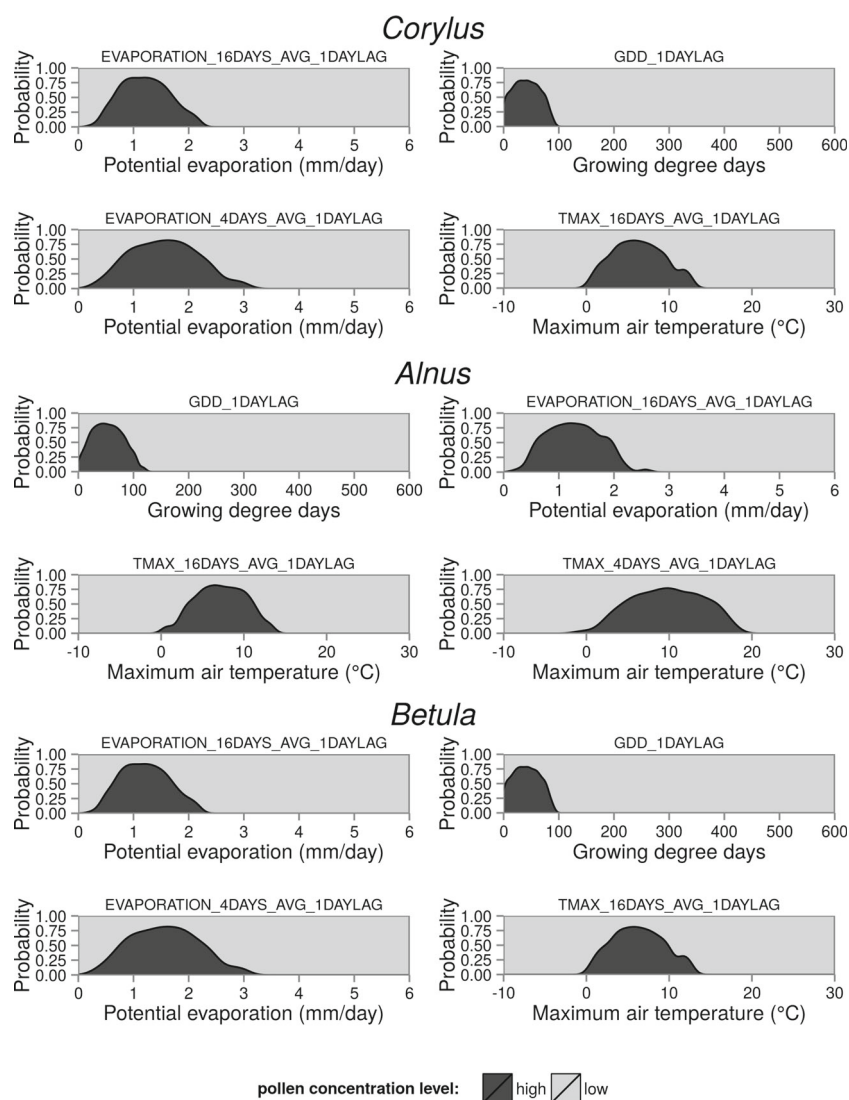 Corylus
EVAPORATION_16DAYS_AVG_1DAYLAG
Probability
1.00
0.75
0.50
0.25
0.00
0 1 2 3 4 5 6
Potential evaporation (mm/day)
GDD_1DAYLAG
Probability
1.00
0.75
0.50
0.25
0.00
0 100 200 300 400 500 600
Growing degree days
EVAPORATION_4DAYS_AVG_1DAYLAG
Probability
1.00
0.75
0.50
0.25
0.00
0 1 2 3 4 5 6
Potential evaporation (mm/day)
TMAX_16DAYS_AVG_1DAYLAG
Probability
1.00
0.75
0.50
0.25
0.00
-10 0 10 20 30
Maximum air temperature (°C)
Alnus
GDD_1DAYLAG
Probability
1.00
0.75
0.50
0.25
0.00
0 100 200 300 400 500 600
Growing degree days
EVAPORATION_16DAYS_AVG_1DAYLAG
Probability
1.00
0.75
0.50
0.25
0.00
0 1 2 3 4 5 6
Potential evaporation (mm/day)
TMAX_16DAYS_AVG_1DAYLAG
Probability
1.00
0.75
0.50
0.25
0.00
-10 0 10 20 30
Maximum air temperature (°C)
TMAX_4DAYS_AVG_1DAYLAG
Probability
1.00
0.75
0.50
0.25
0.00
-10 0 10 20 30
Maximum air temperature (°C)
Betula
EVAPORATION_16DAYS_AVG_1DAYLAG
Probability
1.00
0.75
0.50
0.25
0.00
0 1 2 3 4 5 6
Potential evaporation (mm/day)
GDD_1DAYLAG
Probability
1.00
0.75
0.50
0.25
0.00
0 100 200 300 400 500 600
Growing degree days
EVAPORATION_4DAYS_AVG_1DAYLAG
Probability
1.00
0.75
0.50
0.25
0.00
0 1 2 3 4 5 6
Potential evaporation (mm/day)
TMAX_16DAYS_AVG_1DAYLAG
Probability
1.00
0.75
0.50
0.25
0.00
-10 0 10 20 30
Maximum air temperature (°C)
pollen concentration level: high low